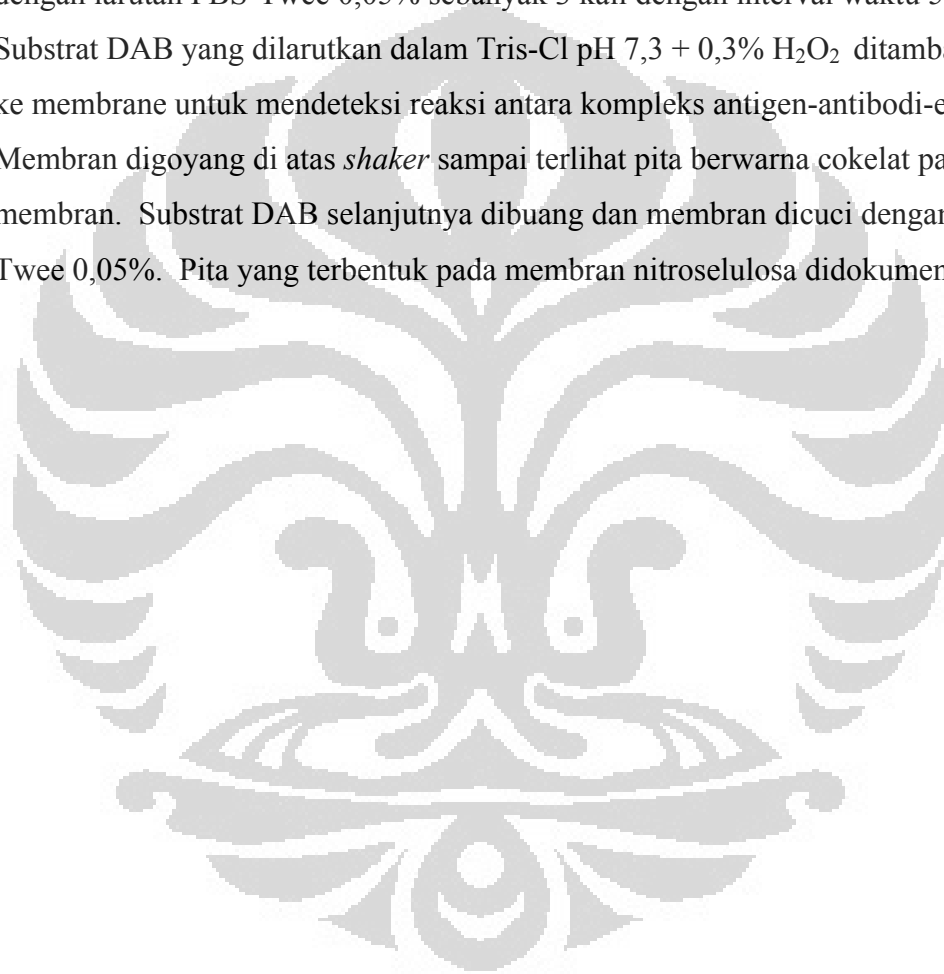 dengan larutan PBS-Twee 0,05% sebanyak 3 kali dengan interval waktu
Substrat DAB yang dilarutkan dalam Tris-Cl pH 7,3 + 0,3% H₂O₂ ditamba
ke membrane untuk mendeteksi reaksi antara kompleks antigen-antibodi-e
Membran digoyang di atas shaker sampai terlihat pita berwarna cokelat pa
membran. Substrat DAB selanjutnya dibuang dan membran dicuci dengan
Twee 0,05%. Pita yang terbentuk pada membran nitroselulosa didokumen